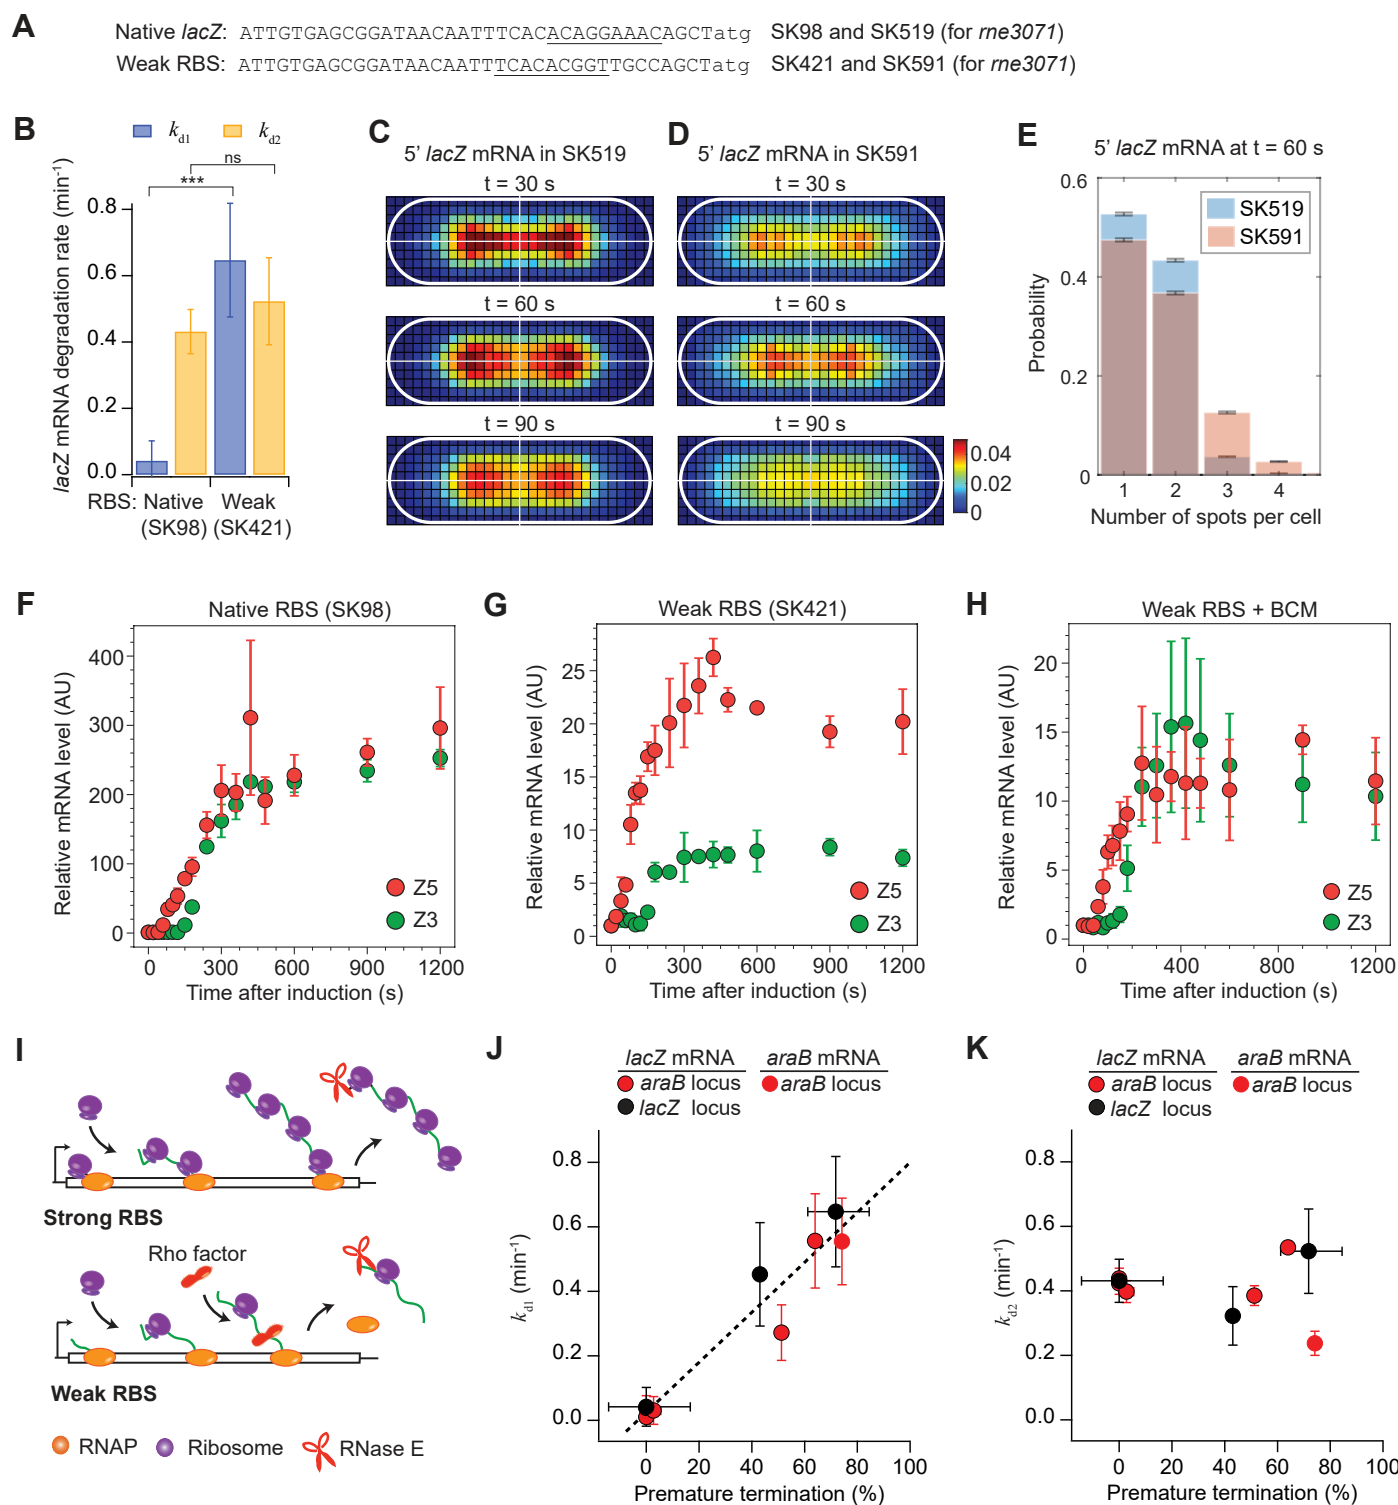 A
Native lacZ: ATTGTGAGCGGATAACAATTTCACACAGGAAACAGCTatg SK98 and SK519 (for rne3071)
Weak RBS: ATTGTGAGCGGATAACAATTTCACACGGTTGCCAGCTatg SK421 and SK591 (for rne3071)
B
kd1 kd2
ns
***
lacZ mRNA degradation rate (min-1)
0.8
0.6
0.4
0.2
0.0
RBS: Native Weak
(SK98) (SK421)
C
5' lacZ mRNA in SK519
t = 30 s
t = 60 s
t = 90 s
D
5' lacZ mRNA in SK591
t = 30 s
t = 60 s
t = 90 s
0.04
0.02
0
E
5' lacZ mRNA at t = 60 s
0.6
0.4
0.2
0
Probability
SK519
SK591
1 2 3 4
Number of spots per cell
F
Native RBS (SK98)
Relative mRNA level (AU)
400
300
200
100
0
Z5
Z3
0 300 600 900 1200
Time after induction (s)
G
Weak RBS (SK421)
Relative mRNA level (AU)
25
20
15
10
5
0
Z5
Z3
0 300 600 900 1200
Time after induction (s)
H
Weak RBS + BCM
Relative mRNA level (AU)
20
15
10
5
0
Z5
Z3
0 400 800 1200
Time after induction (s)
I
Strong RBS
Rho factor
Weak RBS
RNAP Ribosome RNase E
J
lacZ mRNA araB mRNA
araB locus araB locus
lacZ locus
kd1 (min-1)
0.8
0.6
0.4
0.2
0.0
0 20 40 60 80 100
Premature termination (%)
K
lacZ mRNA araB mRNA
araB locus araB locus
lacZ locus
kd2 (min-1)
0.8
0.6
0.4
0.2
0.0
0 20 40 60 80 100
Premature termination (%)